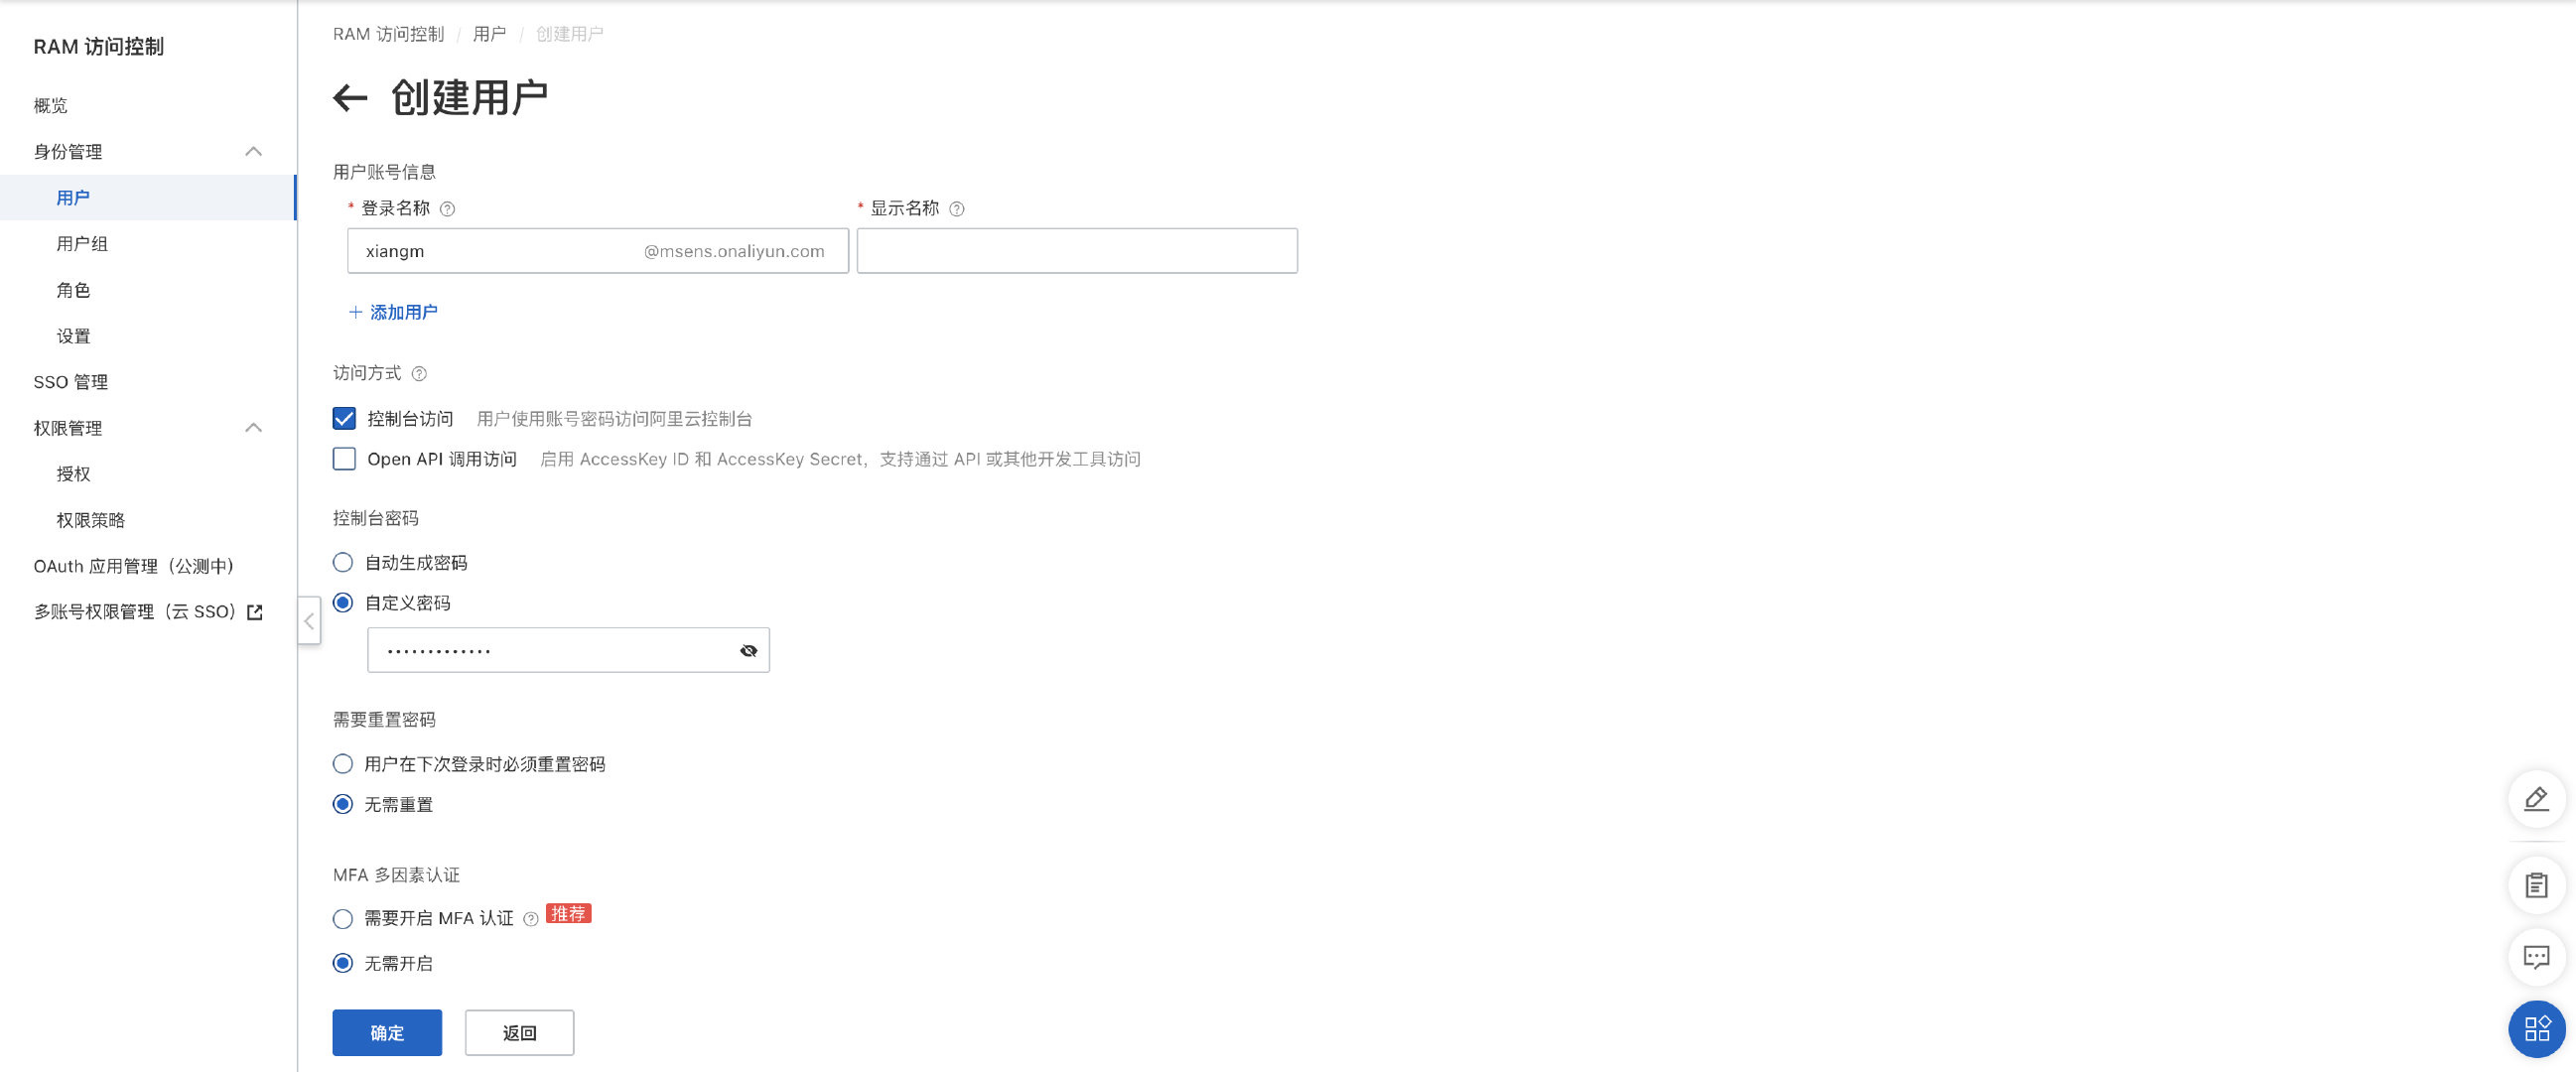 RAM 访问控制
概览
身份管理
用户
用户组
角色
设置
SSO 管理
权限管理
授权
权限策略
OAuth 应用管理（公测中）
多账号权限管理（云 SSO）
RAM 访问控制 / 用户 / 创建用户
创建用户
用户账号信息
* 登录名称 * 显示名称
xiangm @msens.onaliyun.com
+ 添加用户
访问方式
控制台访问 用户使用账号密码访问阿里云控制台
Open API 调用访问 启用 AccessKey ID 和 AccessKey Secret，支持通过 API 或其他开发工具访问
控制台密码
自动生成密码
自定义密码
•••••••••••••
需要重置密码
用户在下次登录时必须重置密码
无需重置
MFA 多因素认证
需要开启 MFA 认证 推荐
无需开启
确定 返回